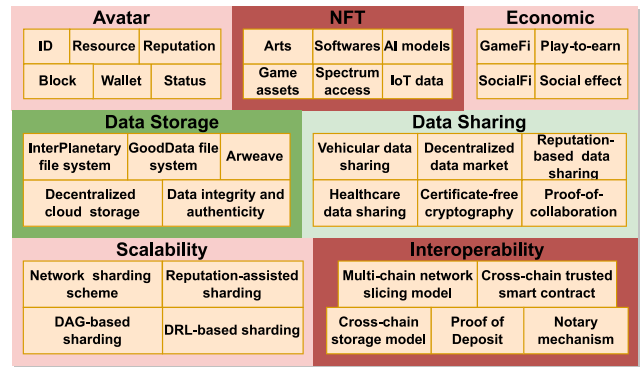 Avatar
ID Resource Reputation
Block Wallet Status
NFT
Arts Softwares AI models
Game assets Spectrum access IoT data
Economic
GameFi Play-to-earn
SocialFi Social effect
Data Storage
InterPlanetary file system GoodData file system Arweave
Decentralized cloud storage Data integrity and authenticity
Data Sharing
Vehicular data sharing Decentralized data market Reputation-based data sharing
Healthcare data sharing Certificate-free cryptography Proof-of-collaboration
Scalability
Network sharding scheme Reputation-assisted sharding
DAG-based sharding DRL-based sharding
Interoperability
Multi-chain network slicing model Cross-chain trusted smart contract
Cross-chain storage model Proof of Deposit Notary mechanism